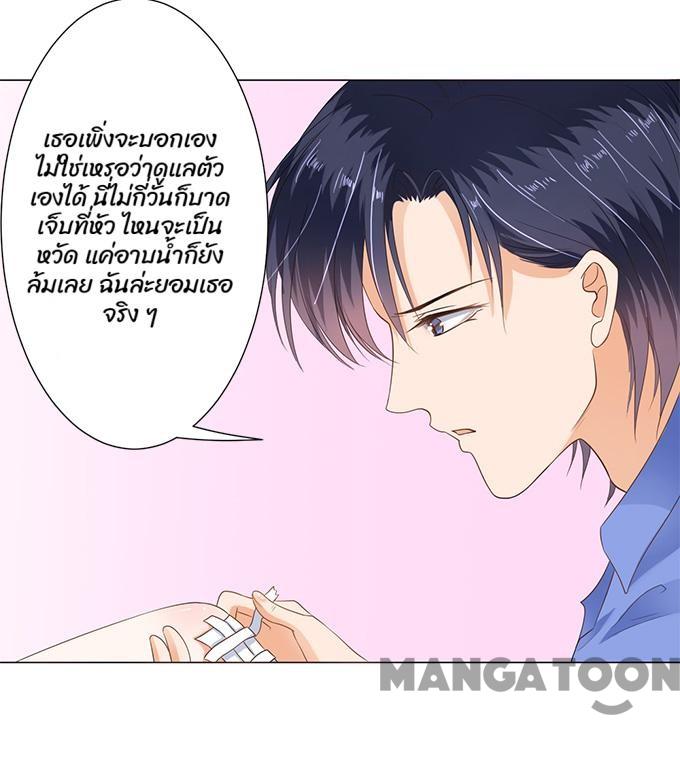 เธอเพิ่งจะบอกเอง
ไม่ใช่เหรอว่าดูแลตัว
เองได้ นี่ไม่กี่วันก็บาด
เจ็บที่หัว ไหนจะเป็น
หวัด แค่อาบน้ำก็ยัง
ล้มเลย ฉันล่ะยอมเธอ
จริง ๆ
MANGATOON